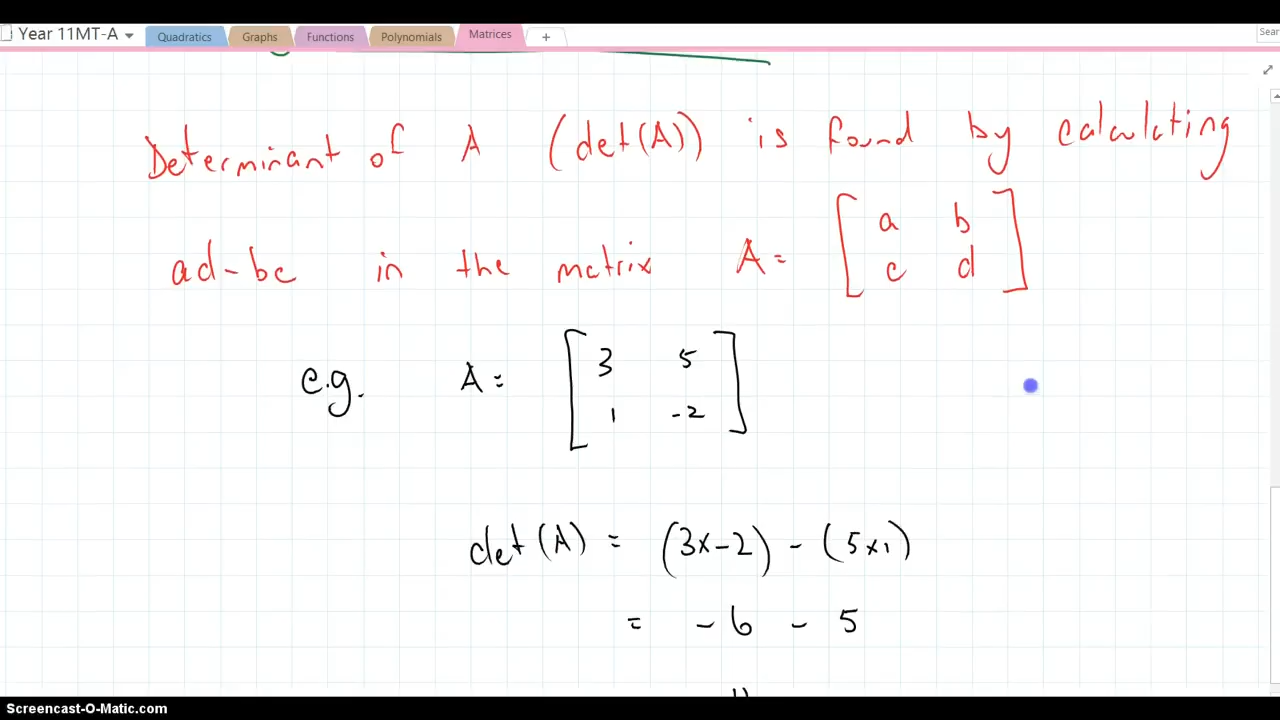 Year 11MT-A Quadratics Graphs Functions Polynomials Matrices + Sear
Determinant of A (det(A)) is found by calculating
ad-bc in the matrix A = [a b
c d]
e.g. A = [3 5
1 -2]
det(A) = (3x-2) - (5x1)
= -6 - 5
Screencast-O-Matic.com